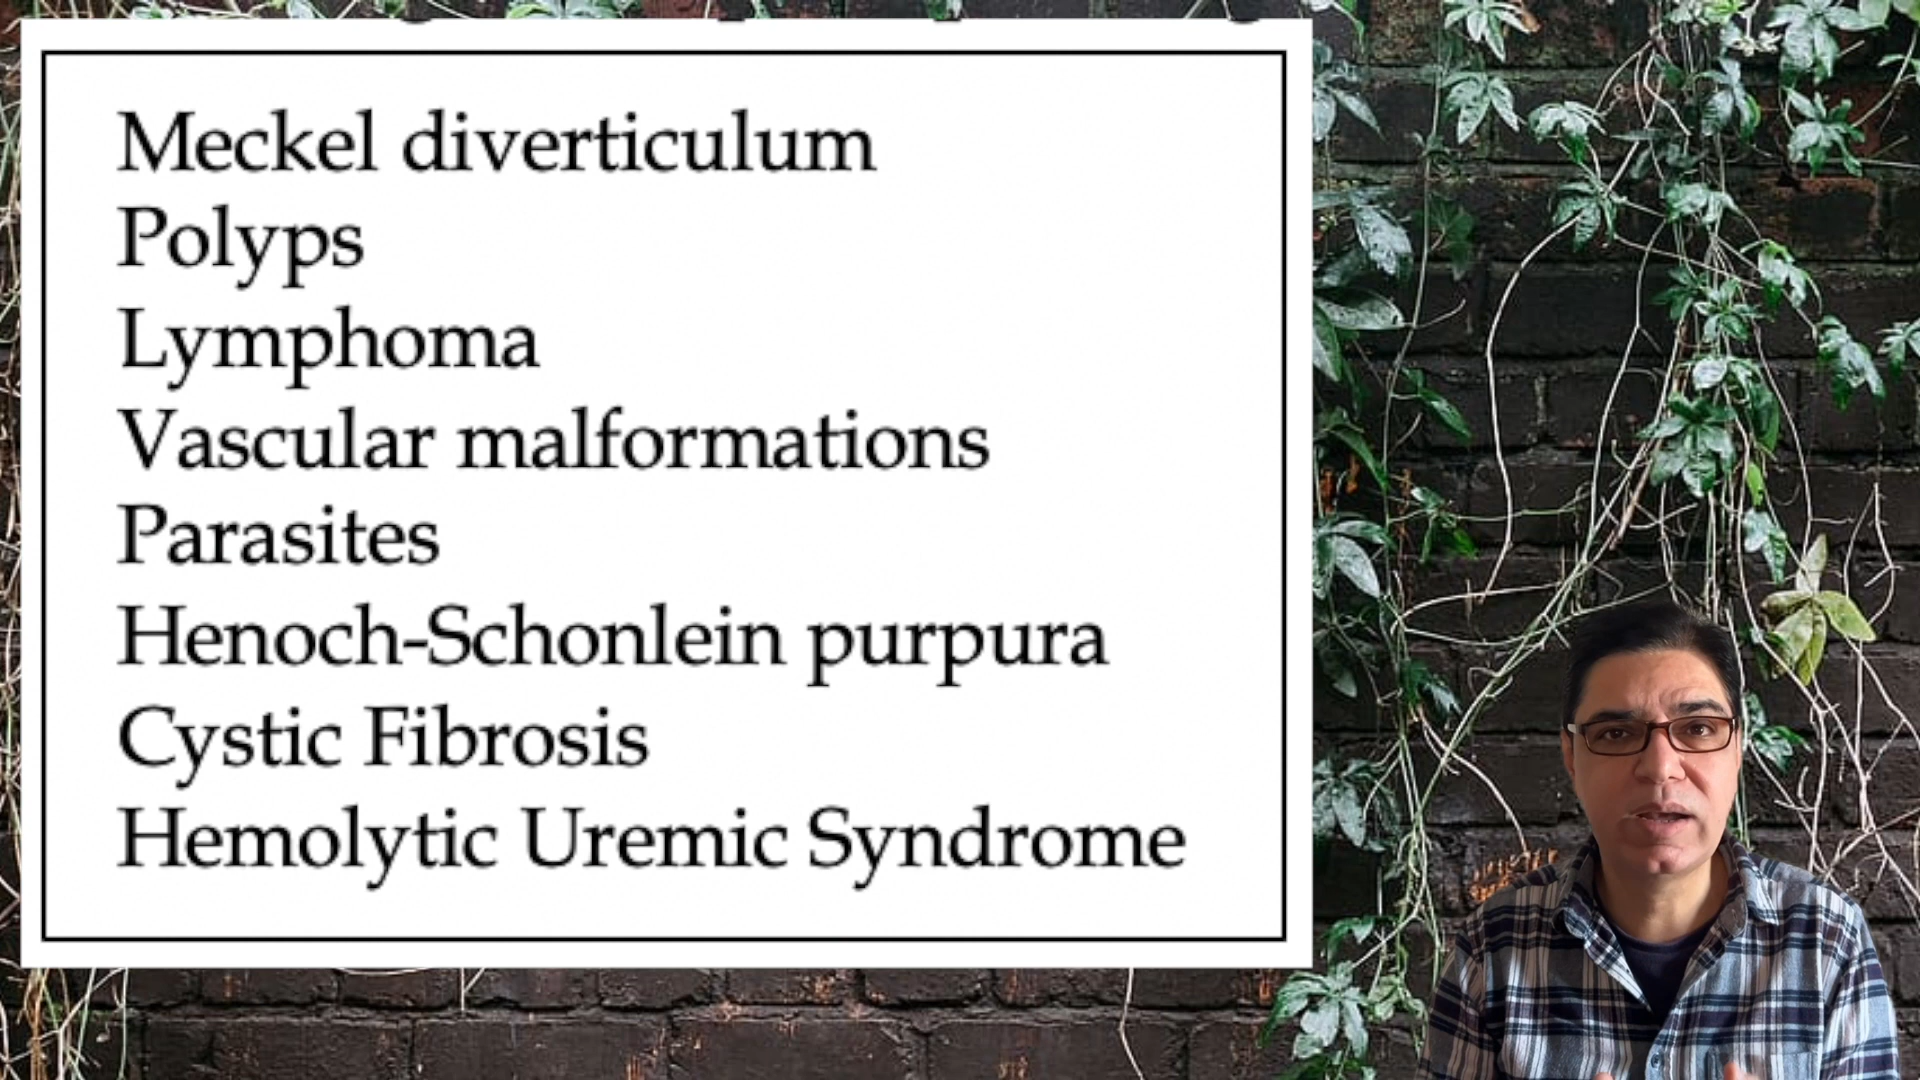 Meckel diverticulum
Polyps
Lymphoma
Vascular malformations
Parasites
Henoch-Schonlein purpura
Cystic Fibrosis
Hemolytic Uremic Syndrome